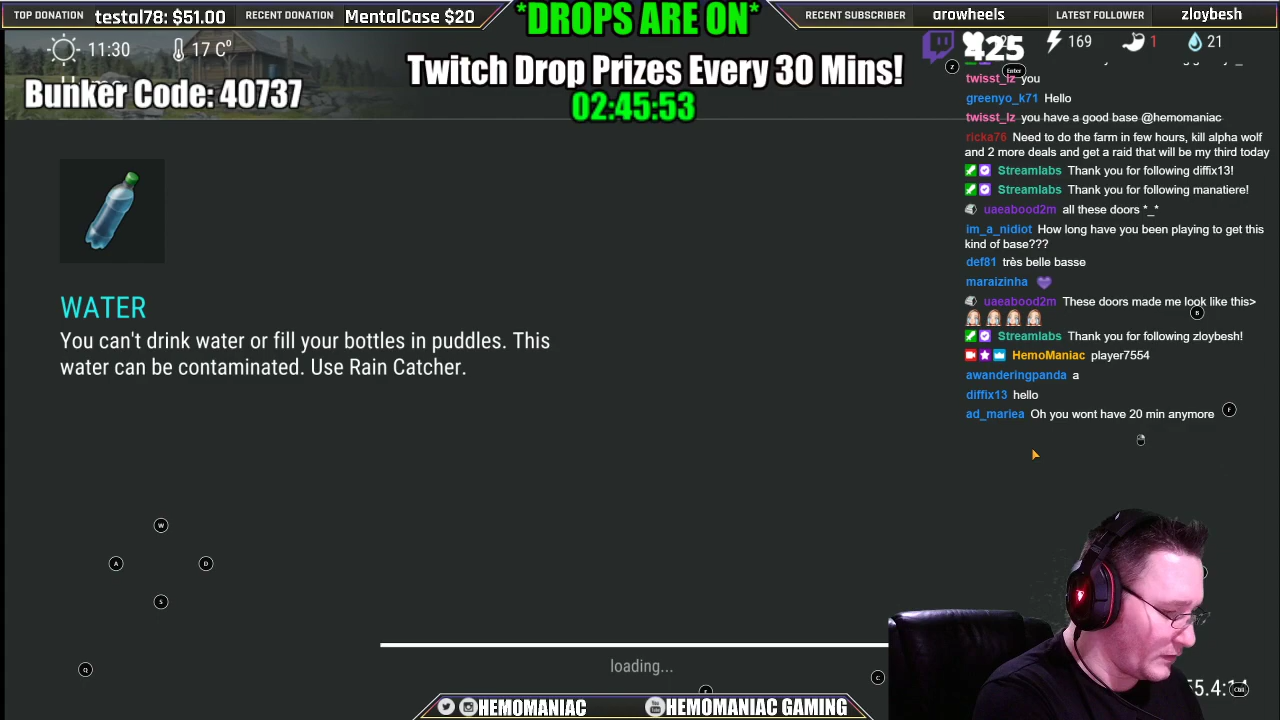 TOP DONATION testal78: $51.00 RECENT DONATION MentalCase $20
*DROPS ARE ON*
RECENT SUBSCRIBER arowheels LATEST FOLLOWER zloybesh
11:30 17 C°
Twitch Drop Prizes Every 30 Mins!
425 169 1 21
Bunker Code: 40737
02:45:53
Z
Enter
twisst_lz you
greenyo_k71 Hello
twisst_lz you have a good base @hemomaniac
ricka76 Need to do the farm in few hours, kill alpha wolf
and 2 more deals and get a raid that will be my third today
Streamlabs Thank you for following diffix13!
Streamlabs Thank you for following manatiere!
uaeabood2m all these doors *_*
im_a_nidiot How long have you been playing to get this
kind of base???
def81 très belle basse
maraizinha
uaeabood2m These doors made me look like this>
B
Streamlabs Thank you for following zloybesh!
HemoManiac player7554
awanderingpanda a
diffix13 hello
ad_mariea Oh you wont have 20 min anymore
F
WATER
You can't drink water or fill your bottles in puddles. This
water can be contaminated. Use Rain Catcher.
W
A D
S
Q
loading...
C
Ctrl
HEMOMANIAC
You Tube HEMOMANIAC GAMING